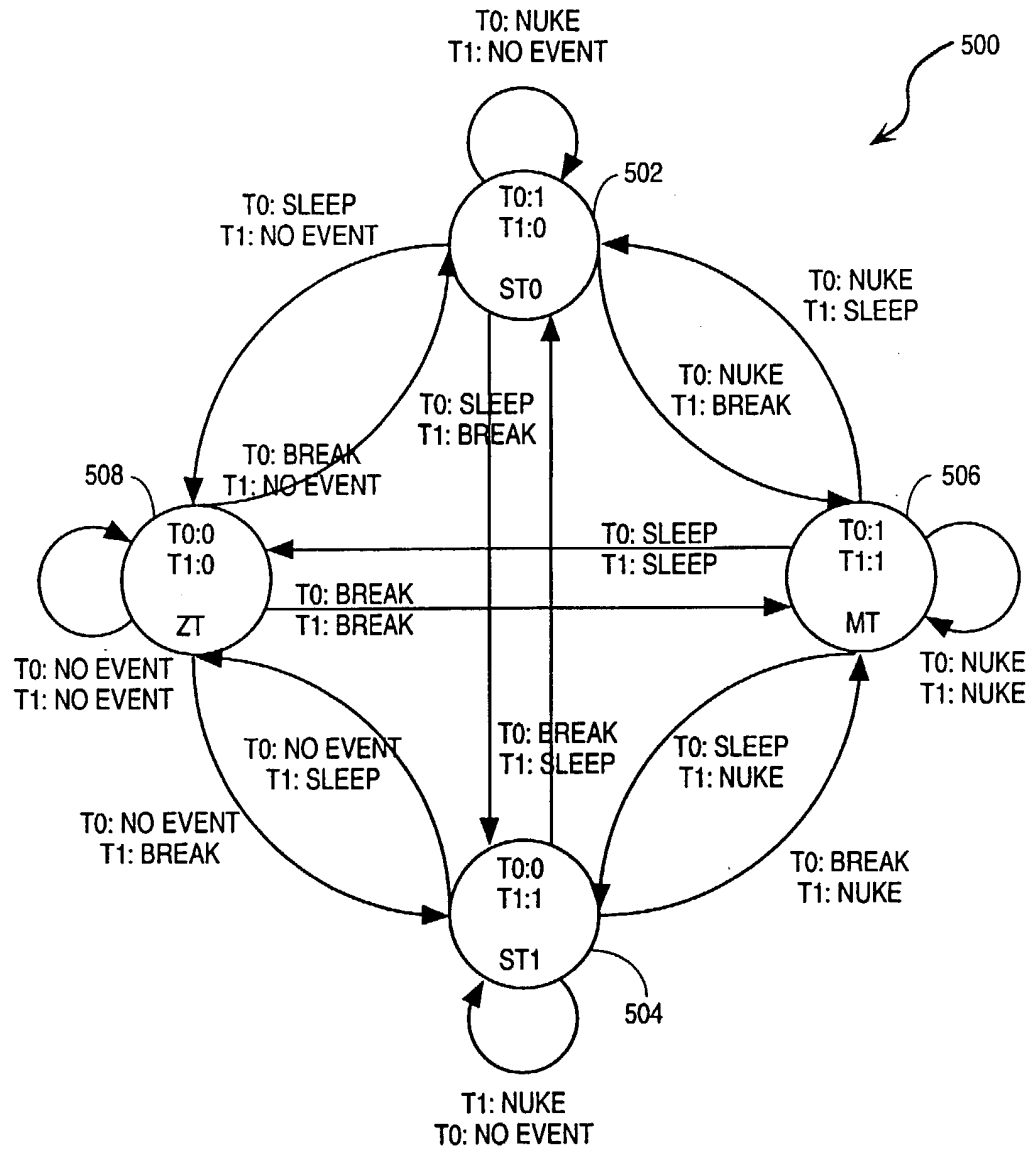 T0: NUKE
T1: NO EVENT
500
502
T0:1
T1:0
ST0
T0: SLEEP
T1: NO EVENT
T0: NUKE
T1: SLEEP
T0: NUKE
T1: BREAK
T0: SLEEP
T1: BREAK
T0: BREAK
T1: NO EVENT
508
506
T0:0
T1:0
ZT
T0: SLEEP
T1: SLEEP
T0:1
T1:1
MT
T0: BREAK
T1: BREAK
T0: NO EVENT
T1: NO EVENT
T0: NUKE
T1: NUKE
T0: NO EVENT
T1: SLEEP
T0: BREAK
T1: SLEEP
T0: SLEEP
T1: NUKE
T0: NO EVENT
T1: BREAK
T0: BREAK
T1: NUKE
T0:0
T1:1
ST1
504
T1: NUKE
T0: NO EVENT